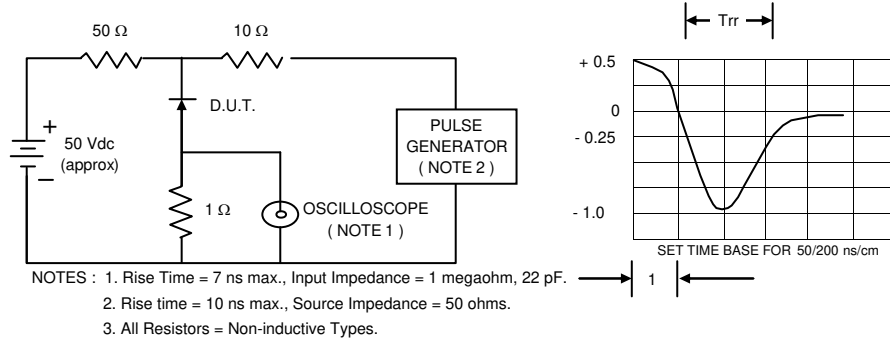 50 Ω
10 Ω
Trr
+ 0.5
D.U.T.
0
+
50 Vdc
(approx)
−
PULSE
GENERATOR
( NOTE 2 )
- 0.25
1 Ω
OSCILLOSCOPE
( NOTE 1 )
- 1.0
SET TIME BASE FOR 50/200 ns/cm
NOTES : 1. Rise Time = 7 ns max., Input Impedance = 1 megaohm, 22 pF.
1
2. Rise time = 10 ns max., Source Impedance = 50 ohms.
3. All Resistors = Non-inductive Types.